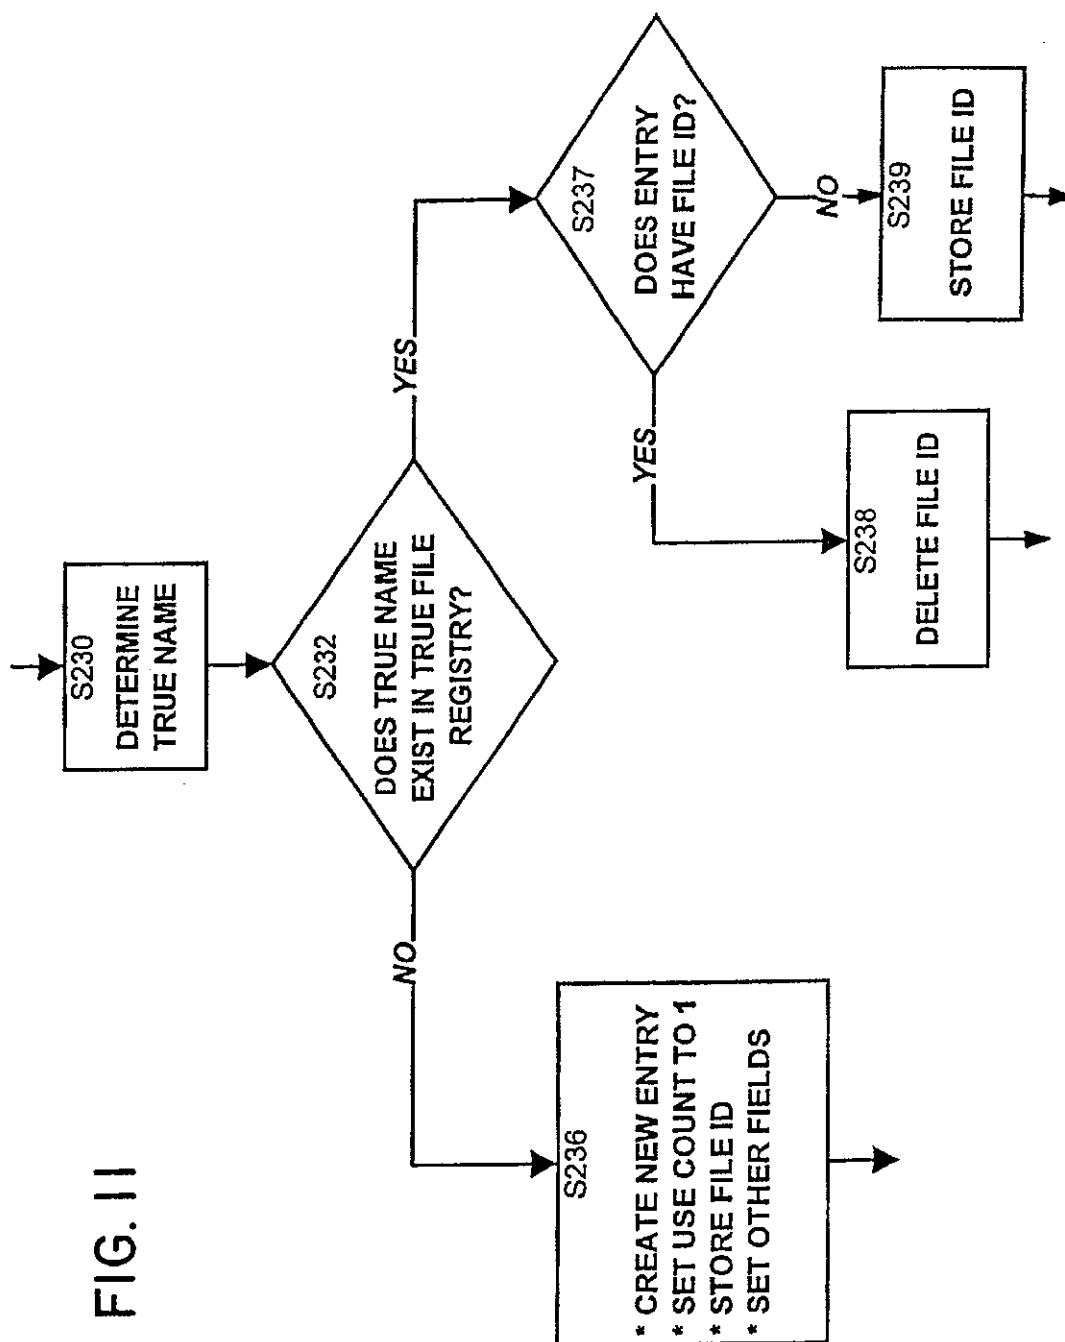 FIG. 11
S230
DETERMINE
TRUE NAME
S232
DOES TRUE NAME
EXIST IN TRUE FILE
REGISTRY?
NO
YES
S236
* CREATE NEW ENTRY
* SET USE COUNT TO 1
* STORE FILE ID
* SET OTHER FIELDS
S237
DOES ENTRY
HAVE FILE ID?
YES
NO
S238
DELETE FILE ID
S239
STORE FILE ID